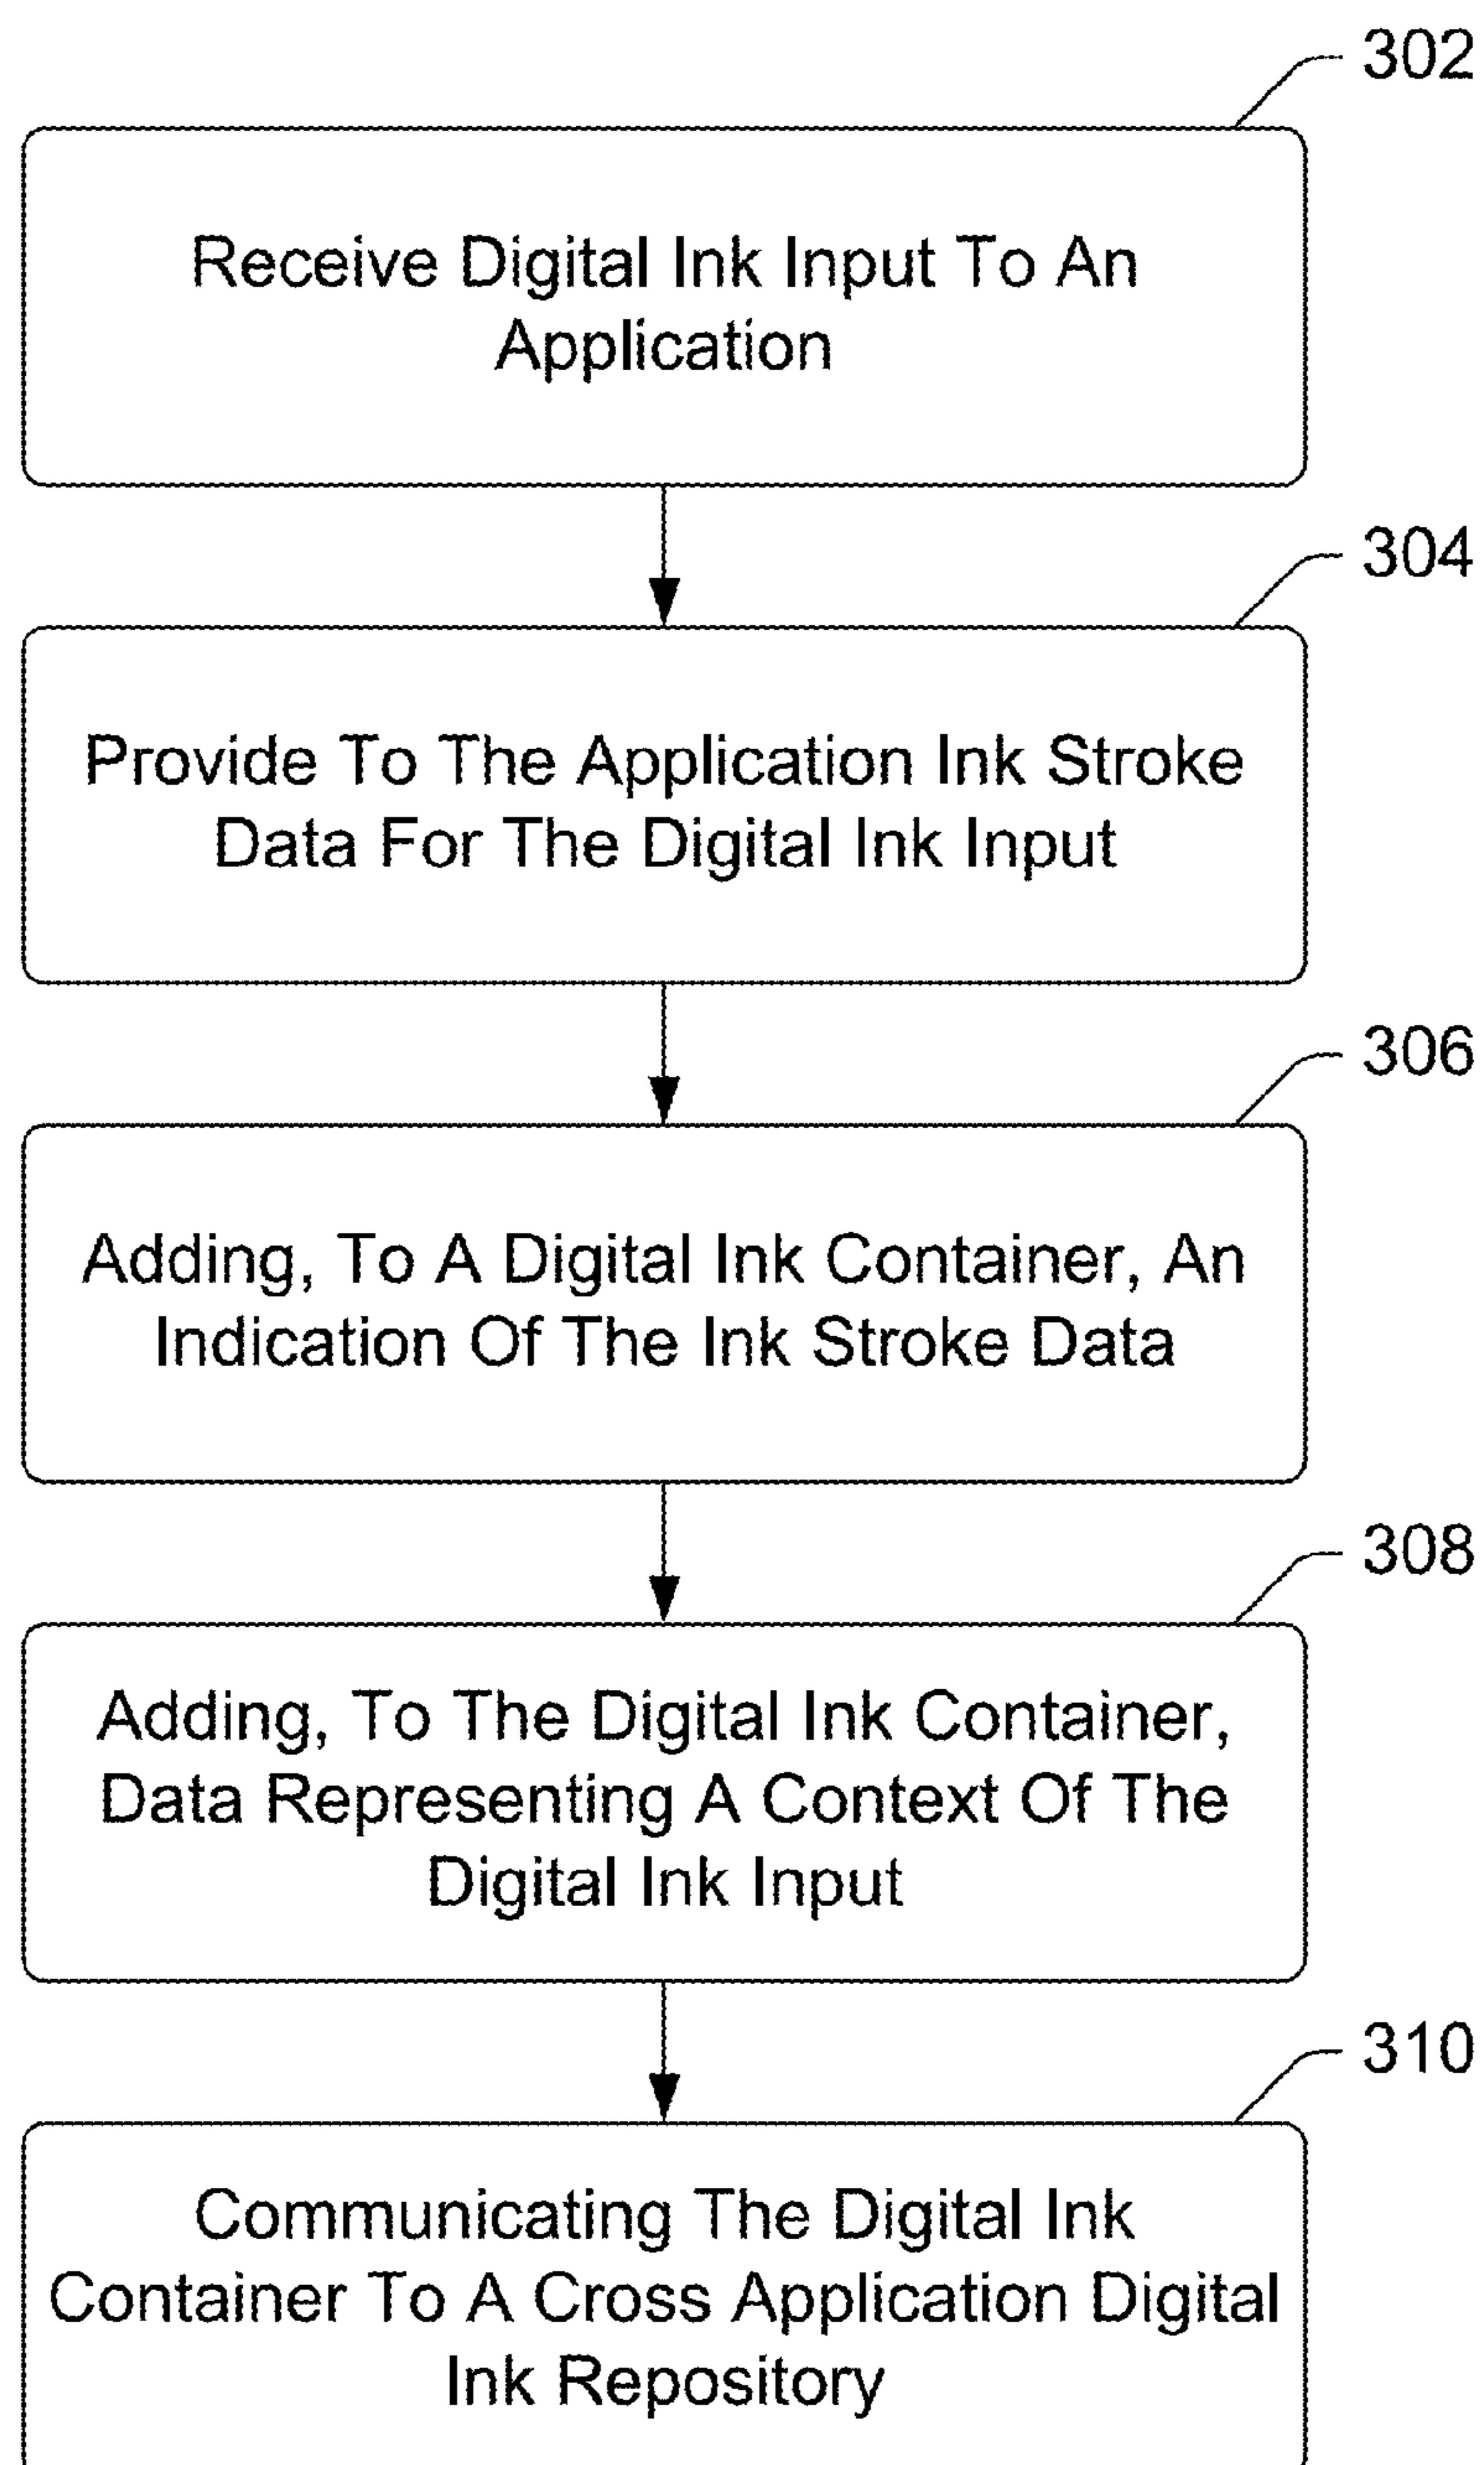 302
Receive Digital Ink Input To An
Application
304
Provide To The Application Ink Stroke
Data For The Digital Ink Input
306
Adding, To A Digital Ink Container, An
Indication Of The Ink Stroke Data
308
Adding, To The Digital Ink Container,
Data Representing A Context Of The
Digital Ink Input
310
Communicating The Digital Ink
Container To A Cross Application Digital
Ink Repository